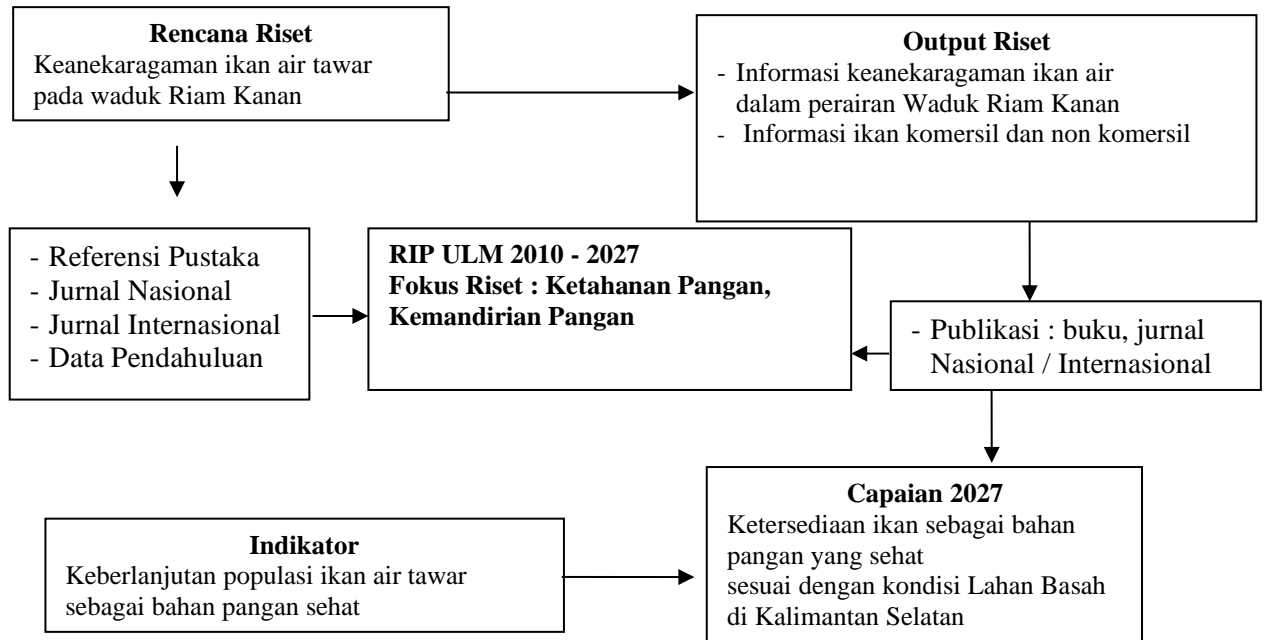 Rencana Riset
Keanekaragaman ikan air tawar
pada waduk Riam Kanan
Output Riset
- Informasi keanekaragaman ikan air
dalam perairan Waduk Riam Kanan
- Informasi ikan komersil dan non komersil
- Referensi Pustaka
- Jurnal Nasional
- Jurnal Internasional
- Data Pendahuluan
RIP ULM 2010 - 2027
Fokus Riset : Ketahanan Pangan,
Kemandirian Pangan
- Publikasi : buku, jurnal
Nasional / Internasional
Indikator
Keberlanjutan populasi ikan air tawar
sebagai bahan pangan sehat
Capaian 2027
Ketersediaan ikan sebagai bahan
pangan yang sehat
sesuai dengan kondisi Lahan Basah
di Kalimantan Selatan